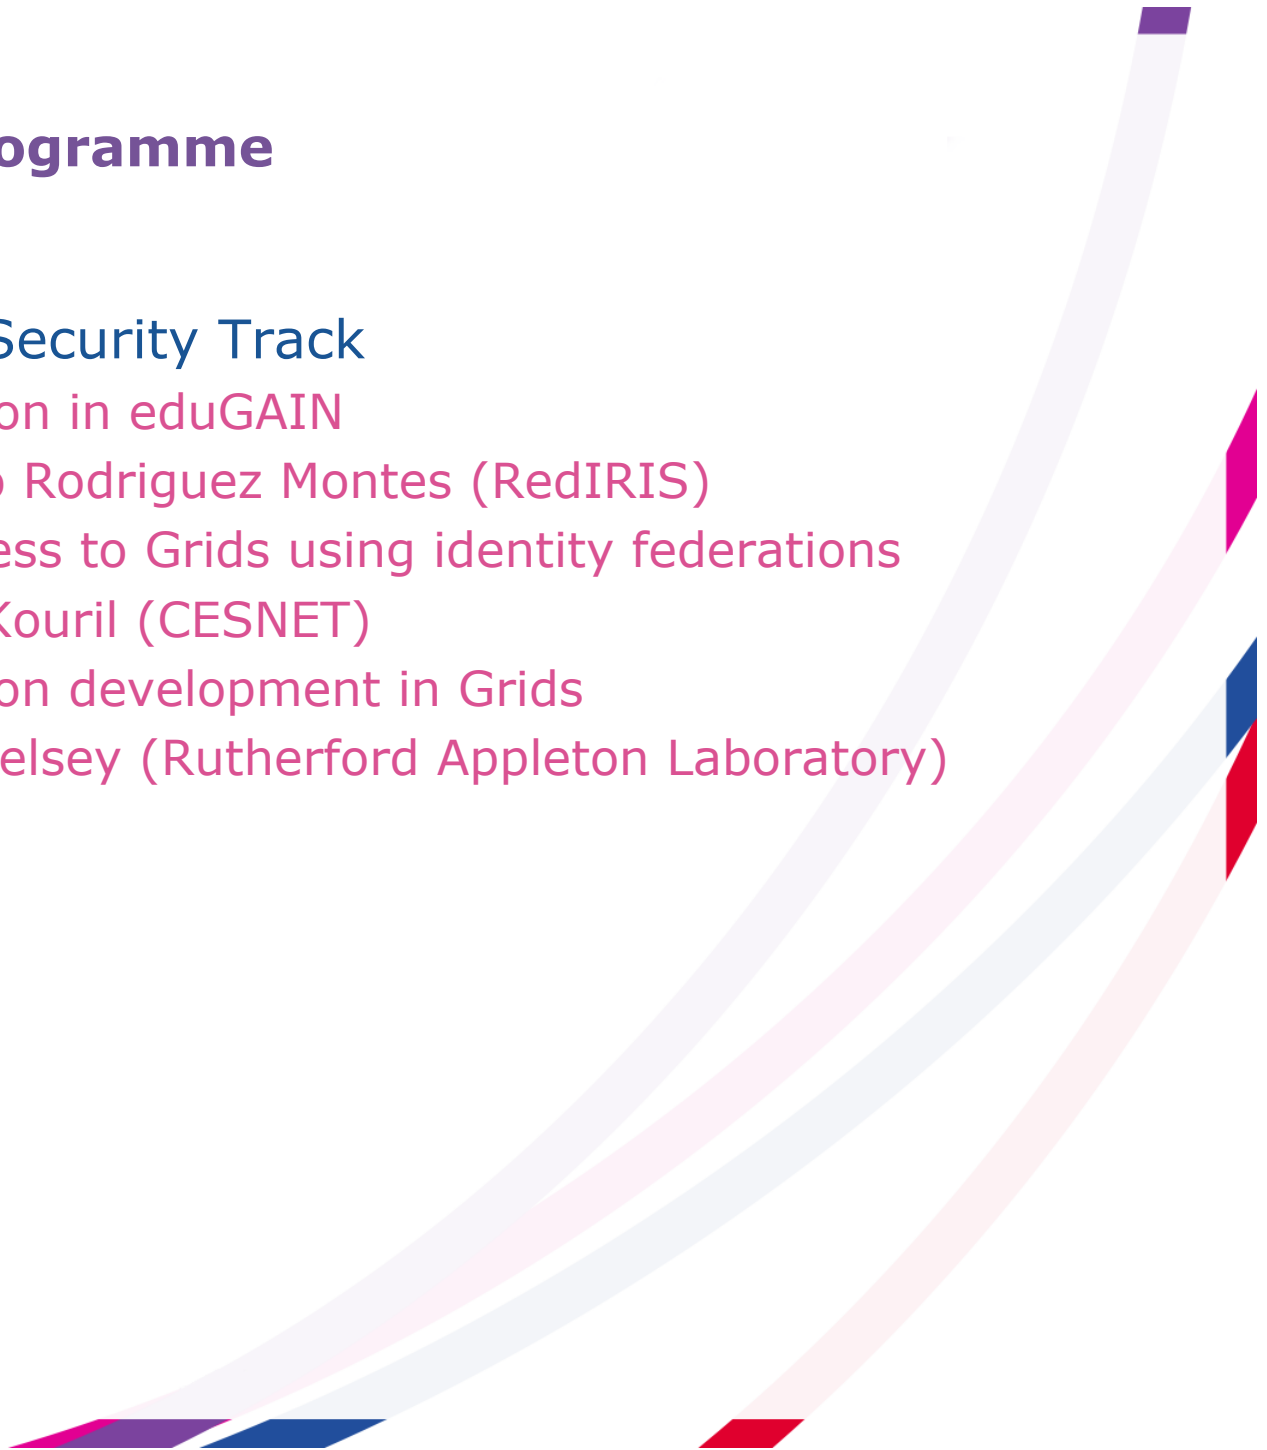 ogramme
Security Track
on in eduGAIN
Rodriguez Montes (RedIRIS)
ess to Grids using identity federations
Kouril (CESNET)
on development in Grids
elsey (Rutherford Appleton Laboratory)